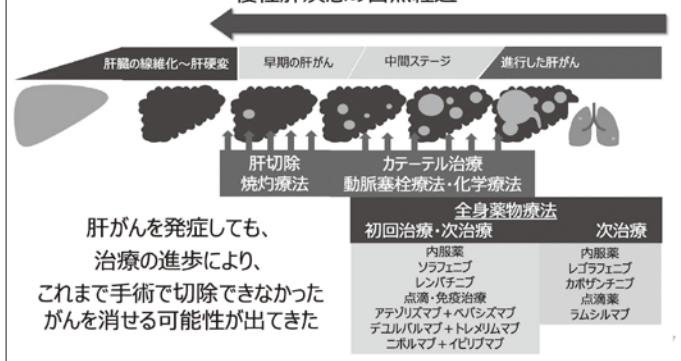 肝臓の線維化～肝硬変
早期の肝がん
中間ステージ
進行した肝がん
肝切除
焼灼療法
カテーテル治療
動脈塞栓療法・化学療法
肝がんを発症しても、
治療の進歩により、
これまで手術で切除できなかった
がんを消せる可能性が出てきた
全身薬物療法
初回治療・次治療
次治療
内服薬
ソラフェニブ
レンバチニブ
点滴・免疫治療
アテゾリズマブ＋ベバシズマブ
デュルバルマブ＋トレメリムマブ
ニボルマブ＋イピリブマブ
内服薬
レゴラフェニブ
カボザンチニブ
点滴薬
ラムシルマブ